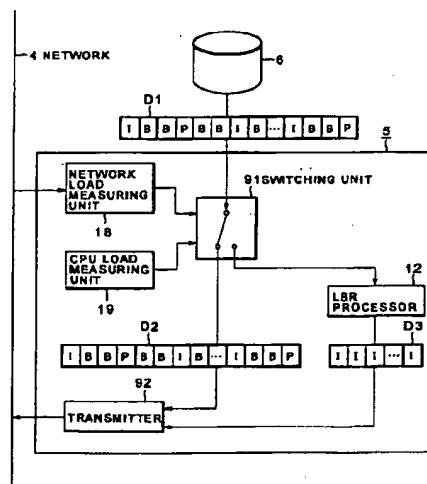 4 NETWORK
6
D1
I B B P B B I B ... I B B P
5
NETWORK
LOAD
MEASURING
UNIT
18
91 SWITCHING UNIT
CPU LOAD
MEASURING
UNIT
19
12
LBR
PROCESSOR
D2
I B B P B B I B ... I B B P
D3
I I I ... I
92
TRANSMITTER